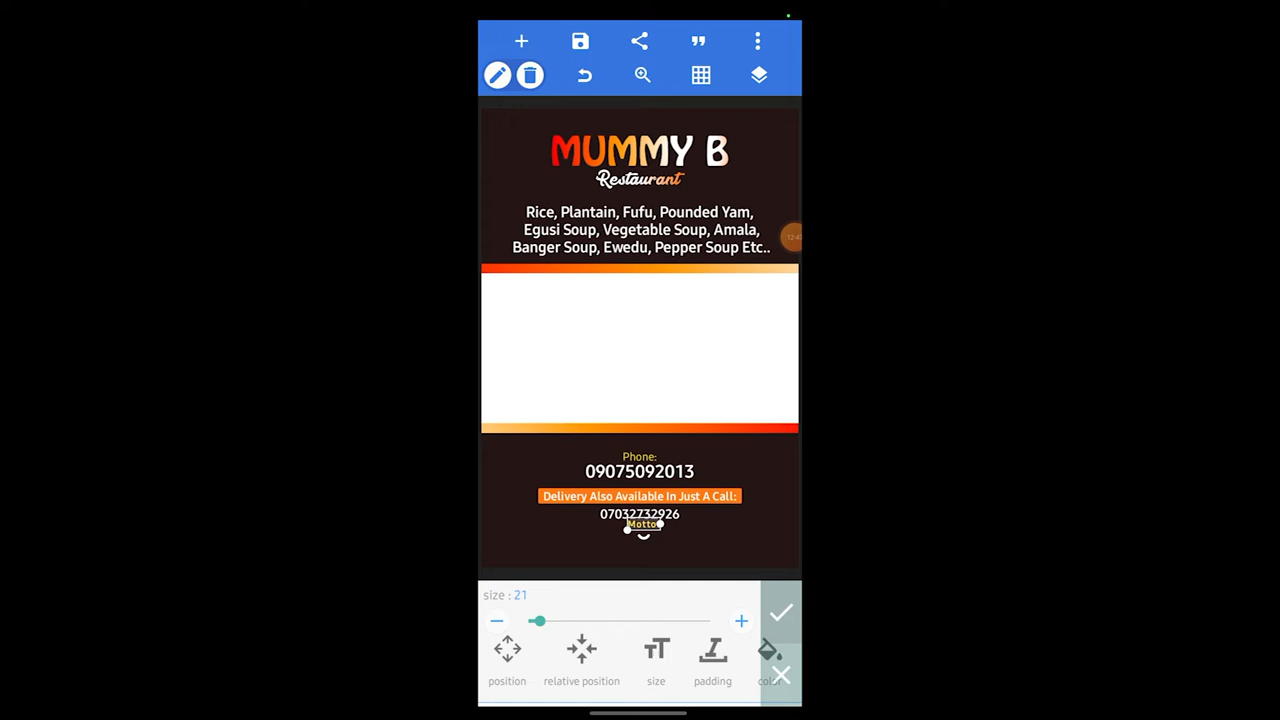 MUMMY B
Restaurant
Rice, Plantain, Fufu, Pounded Yam,
Egusi Soup, Vegetable Soup, Amala,
Banger Soup, Ewedu, Pepper Soup Etc..
Phone:
09075092013
Delivery Also Available In Just A Call:
07032732926
Motto
size : 21
position
relative position
size
padding
color